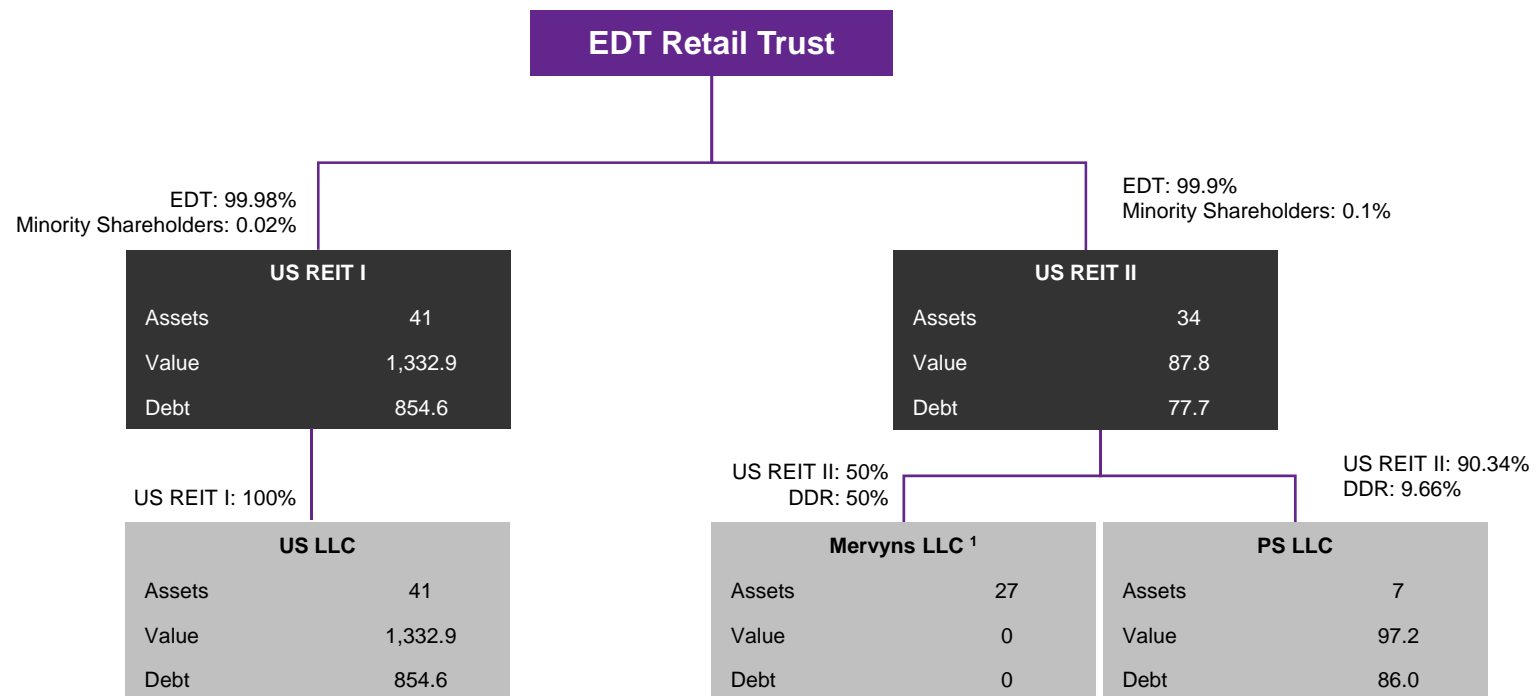 EDT Retail Trust
EDT: 99.98%
Minority Shareholders: 0.02%
EDT: 99.9%
Minority Shareholders: 0.1%
US REIT I
Assets 41
Value 1,332.9
Debt 854.6
US REIT II
Assets 34
Value 87.8
Debt 77.7
US REIT I: 100%
US REIT II: 50%
DDR: 50%
US REIT II: 90.34%
DDR: 9.66%
US LLC
Assets 41
Value 1,332.9
Debt 854.6
Mervyns LLC ¹
Assets 27
Value 0
Debt 0
PS LLC
Assets 7
Value 97.2
Debt 86.0